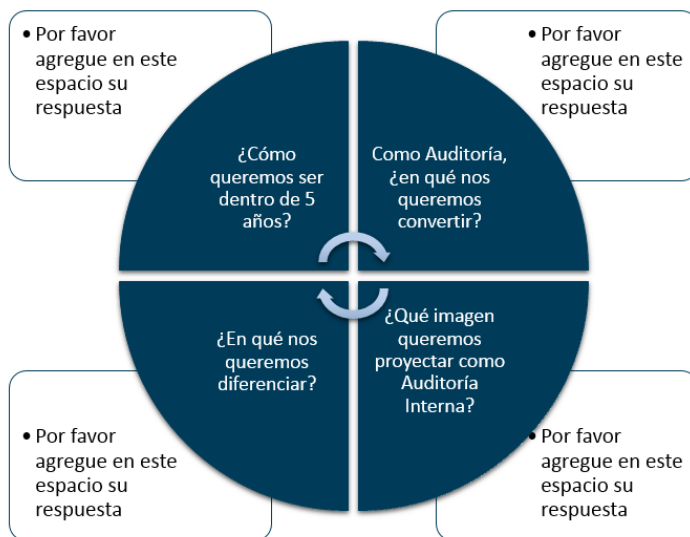 • Por favor
agregue en este
espacio su
respuesta
• Por favor
agregue en este
espacio su
respuesta
¿Cómo
queremos ser
dentro de 5
años?
Como Auditoría,
¿en qué nos
queremos
convertir?
¿En qué nos
queremos
diferenciar?
¿Qué imagen
queremos
proyectar como
Auditoría
Interna?
• Por favor
agregue en este
espacio su
respuesta
• Por favor
agregue en este
espacio su
respuesta